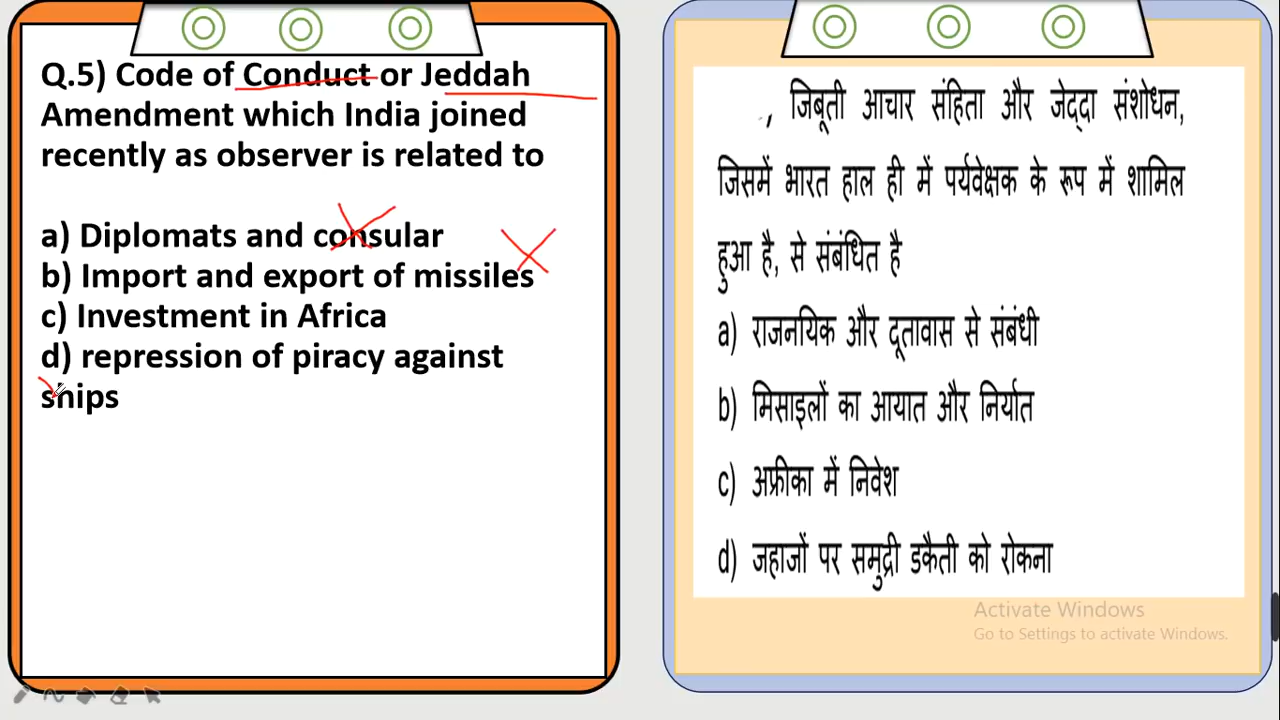 Q.5) Code of Conduct or Jeddah
Amendment which India joined
recently as observer is related to
a) Diplomats and consular
b) Import and export of missiles
c) Investment in Africa
d) repression of piracy against
ships
, जिबूती आचार संहिता और जेद्दा संशोधन,
जिसमें भारत हाल ही में पर्यवेक्षक के रूप में शामिल
हुआ है, से संबंधित है
a) राजनयिक और दूतावास से संबंधी
b) मिसाइलों का आयात और निर्यात
c) अफ्रीका में निवेश
d) जहाजों पर समुद्री डकैती को रोकना
Activate Windows
Go to Settings to activate Windows.